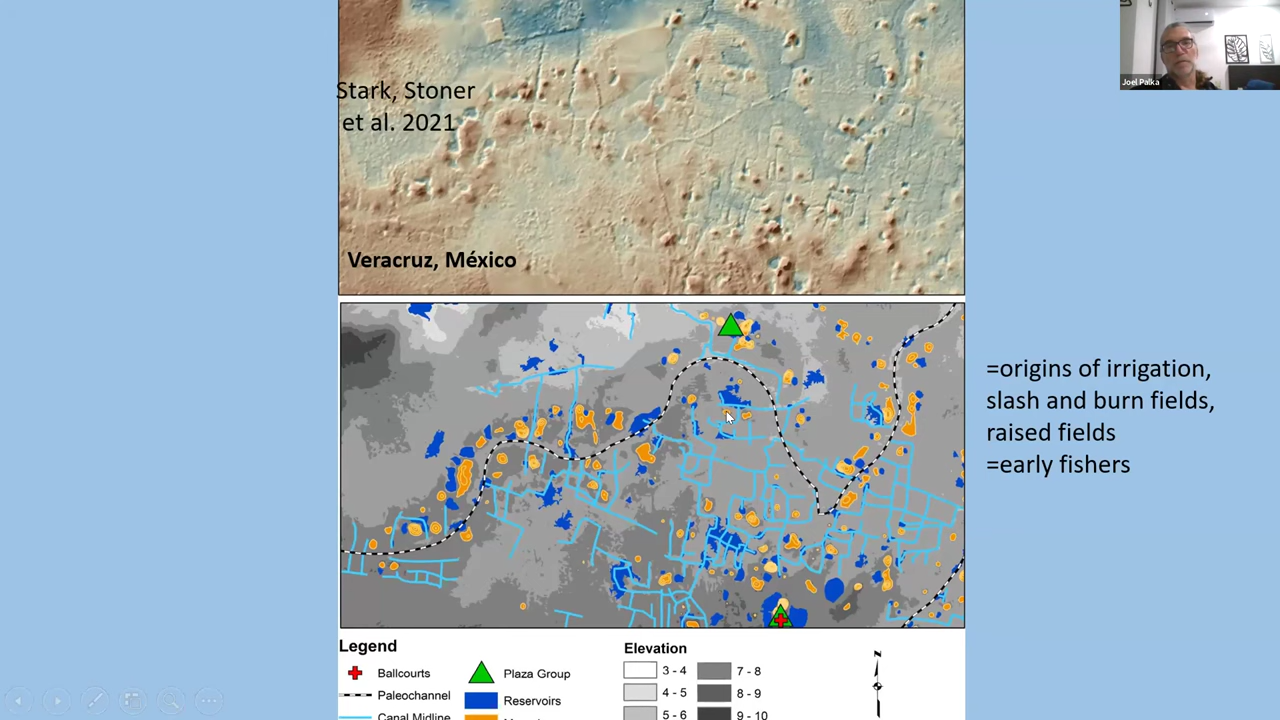 Stark, Stoner
et al. 2021
Veracruz, México
Joel Palka
=origins of irrigation,
slash and burn fields,
raised fields
=early fishers
Legend
Ballcourts
Paleochannel
Canal Midline
Plaza Group
Reservoirs
Elevation
3 - 4
4 - 5
5 - 6
7 - 8
8 - 9
9 - 10
N